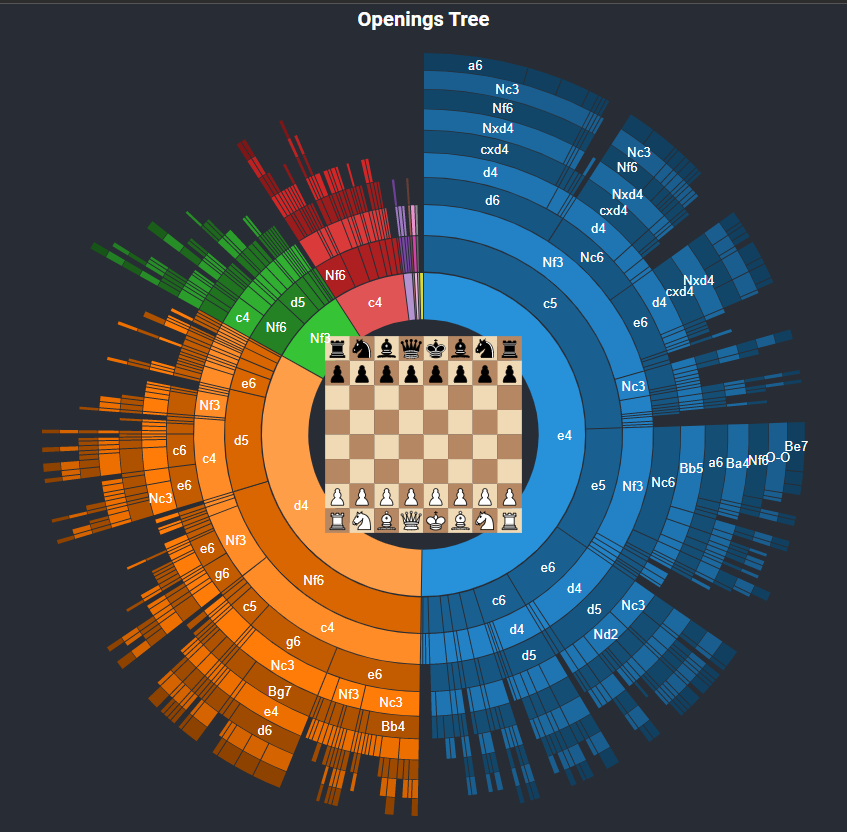 Openings Tree
a6
Nc3
Nf6
Nxd4
cxd4
d4
d6
Nf3
c5
e4
Nc3
Nf6
Nxd4
cxd4
d4
Nc6
Nxd4
cxd4
d4
e6
Nc3
e5
Nf3
Nc6
Bb5
a6
Ba4
Nf6
O-O
Be7
e6
d4
d5
Nc3
Nd2
c6
d4
d5
d4
Nf6
c4
e6
Nc3
Bb4
Nf3
g6
Nc3
Bg7
e4
d6
c5
Nf3
g6
e6
d5
c4
e6
Nc3
c6
Nf3
e6
Nf3
Nf6
c4
d5
c4
Nf6